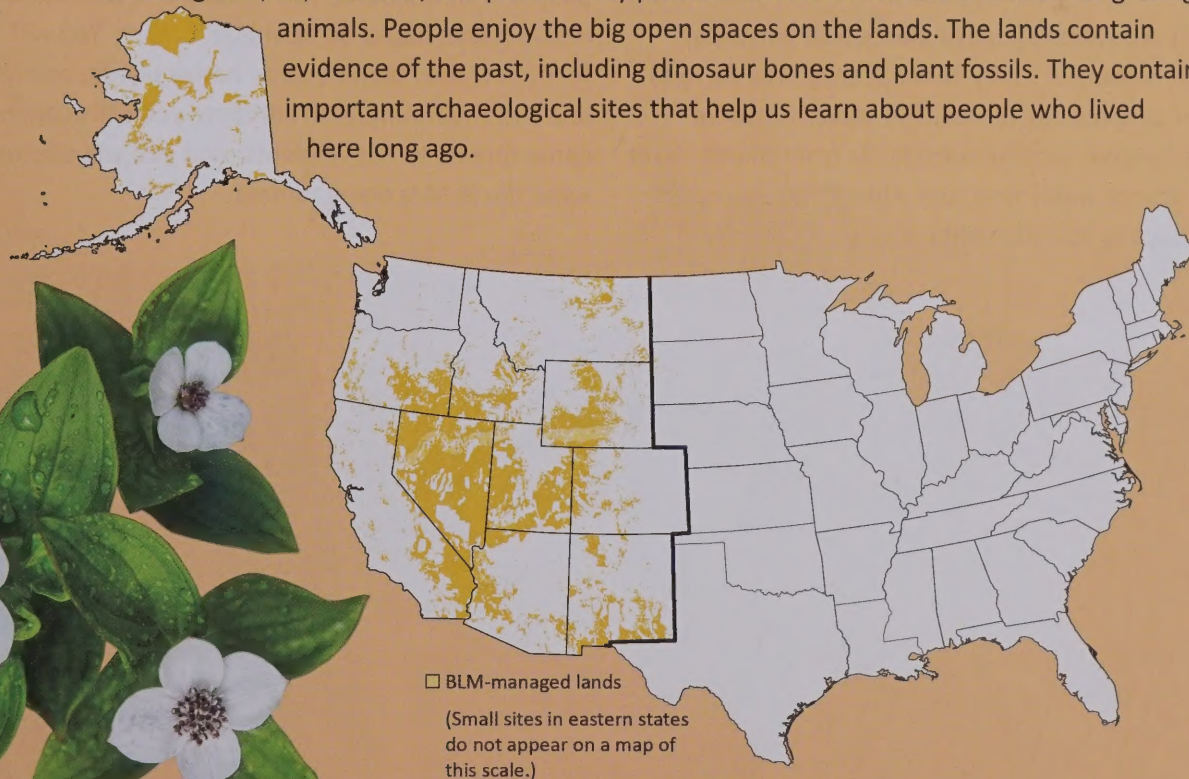 animals. People enjoy the big open spaces on the lands. The lands contain
evidence of the past, including dinosaur bones and plant fossils. They contain
important archaeological sites that help us learn about people who lived
here long ago.
BLM-managed lands
(Small sites in eastern states
do not appear on a map of
this scale.)